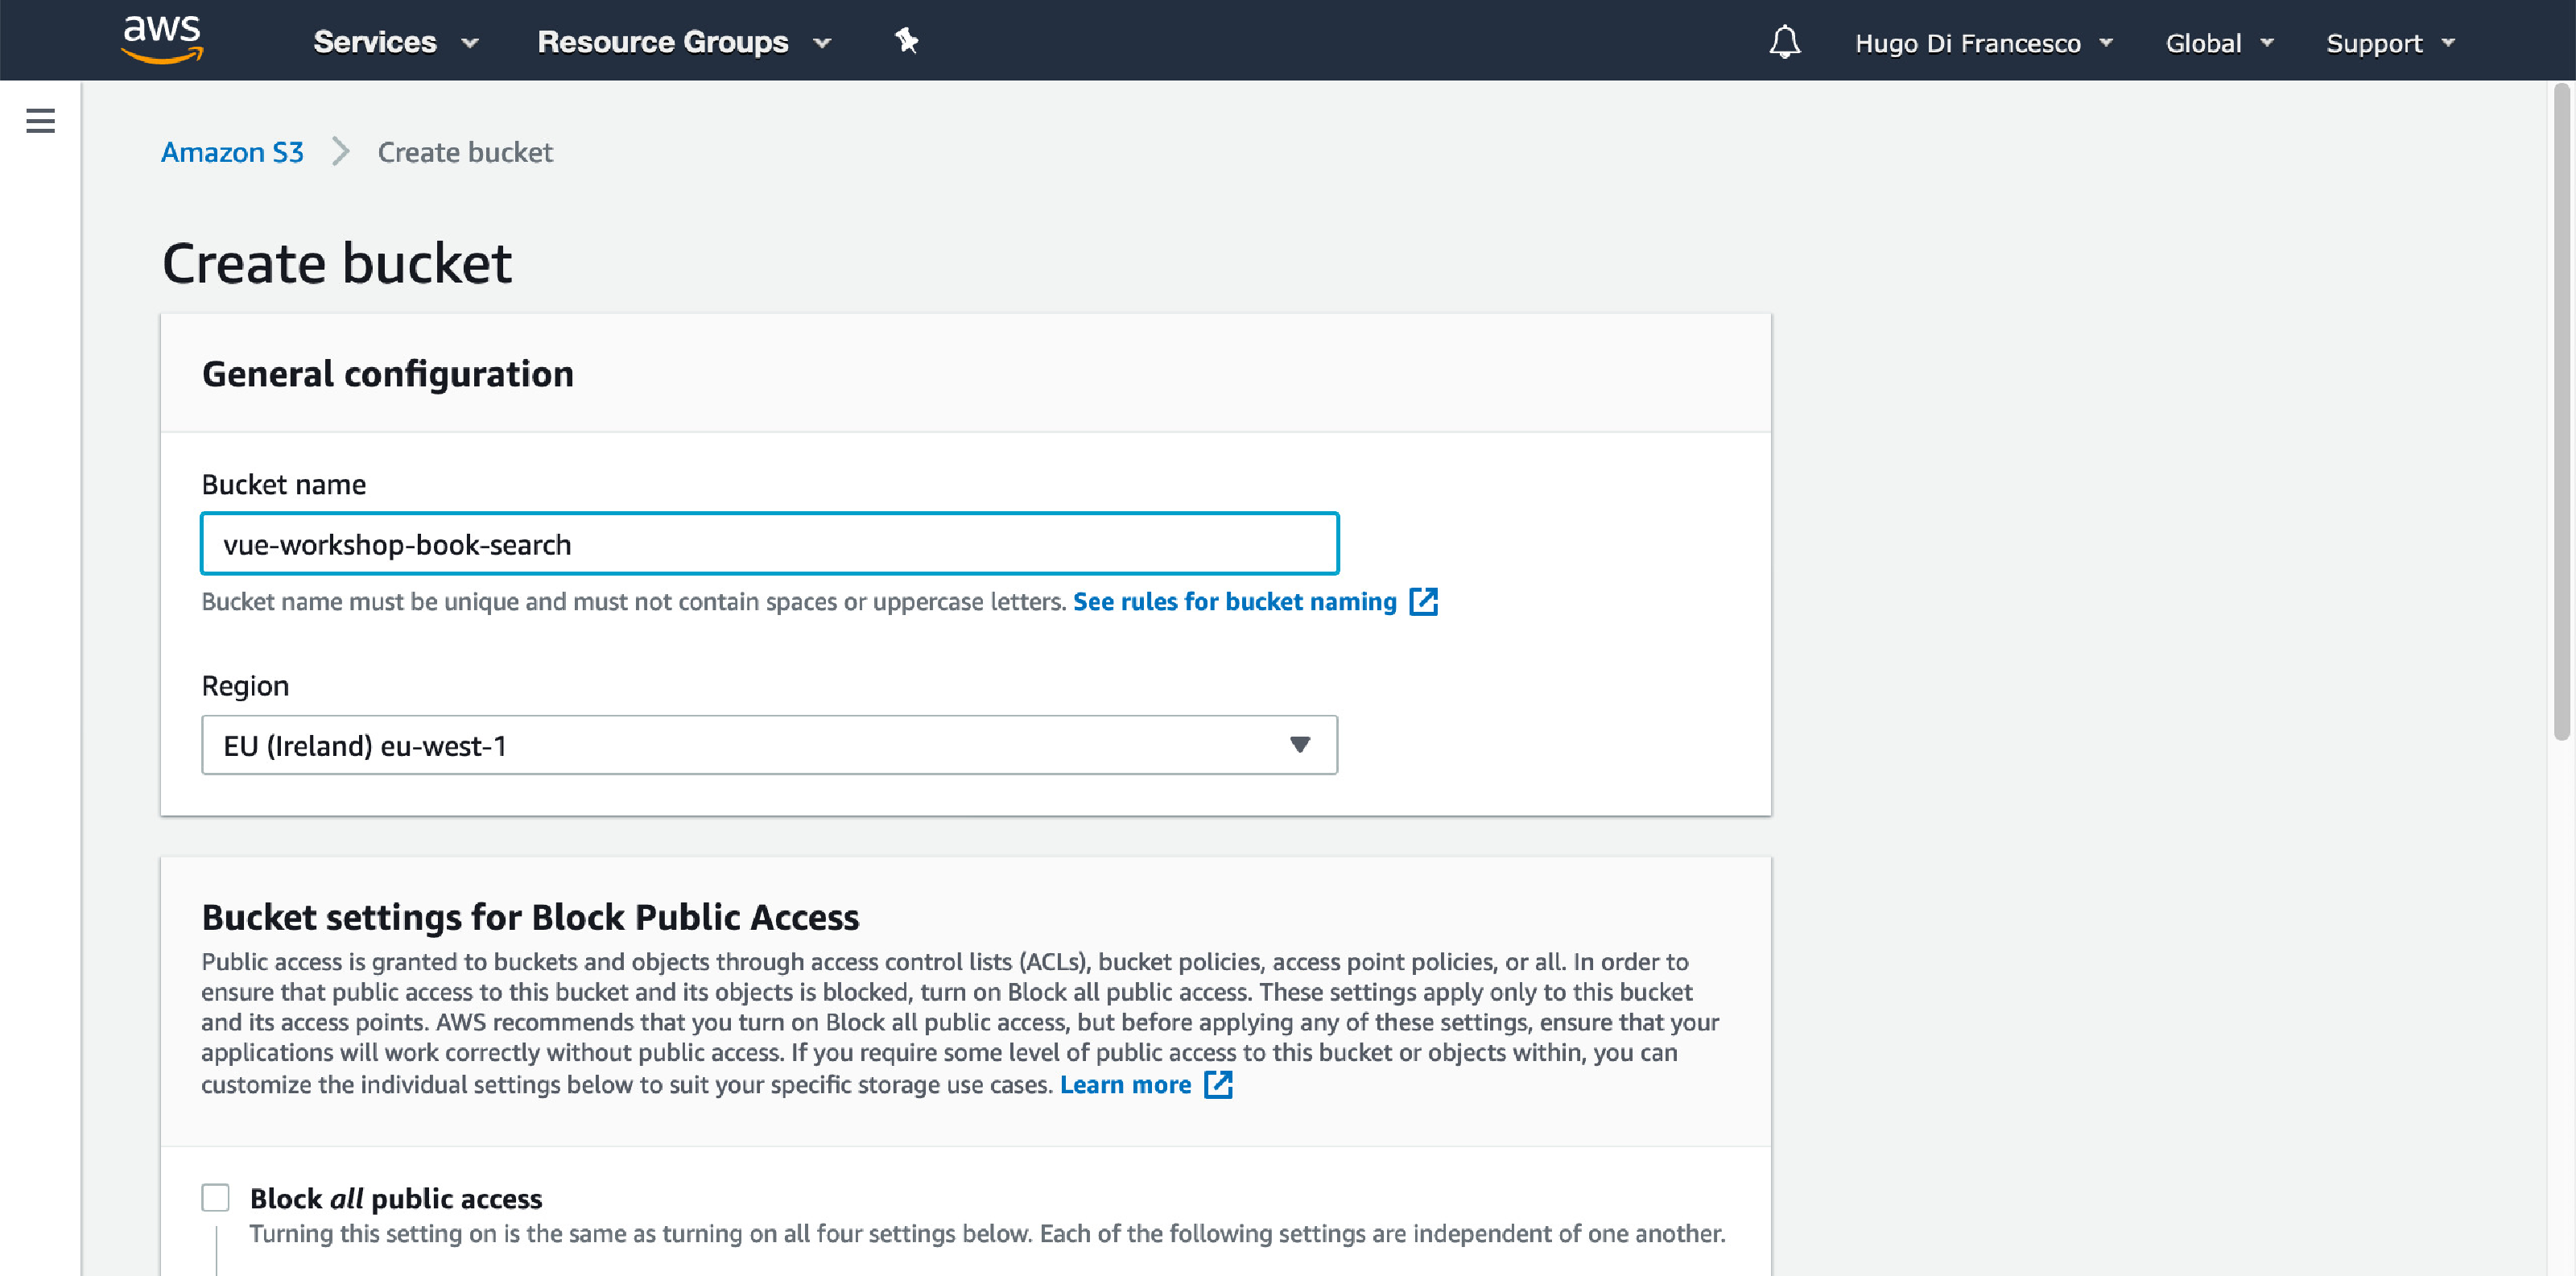 aws Services Resource Groups Hugo Di Francesco Global Support
Amazon S3 Create bucket
Create bucket
General configuration
Bucket name
vue-workshop-book-search
Bucket name must be unique and must not contain spaces or uppercase letters. See rules for bucket naming
Region
EU (Ireland) eu-west-1
Bucket settings for Block Public Access
Public access is granted to buckets and objects through access control lists (ACLs), bucket policies, access point policies, or all. In order to
ensure that public access to this bucket and its objects is blocked, turn on Block all public access. These settings apply only to this bucket
and its access points. AWS recommends that you turn on Block all public access, but before applying any of these settings, ensure that your
applications will work correctly without public access. If you require some level of public access to this bucket or objects within, you can
customize the individual settings below to suit your specific storage use cases. Learn more
Block all public access
Turning this setting on is the same as turning on all four settings below. Each of the following settings are independent of one another.